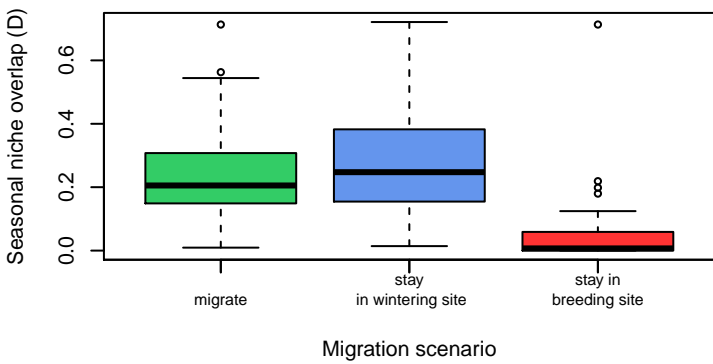 Seasonal niche overlap (D)
0.6
0.4
0.2
0.0
migrate
stay
in wintering site
stay in
breeding site
Migration scenario